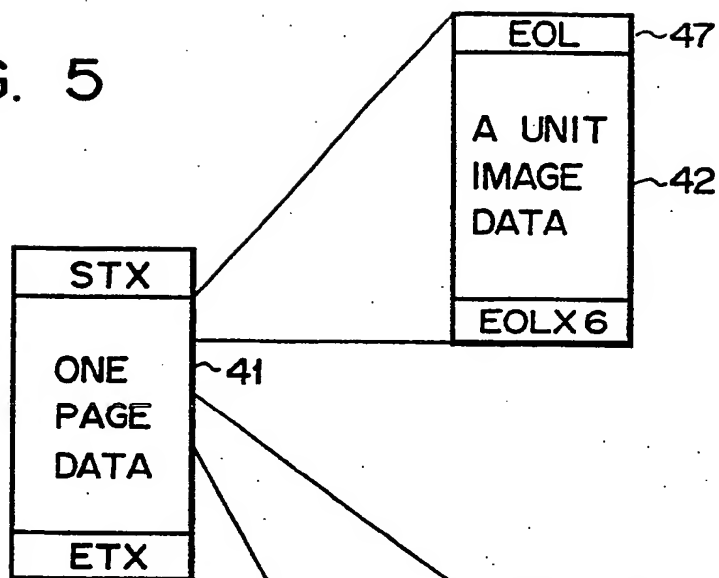 G. 5
EOL
47
A UNIT
IMAGE
DATA
42
EOLX6
STX
ONE
PAGE
DATA
41
ETX